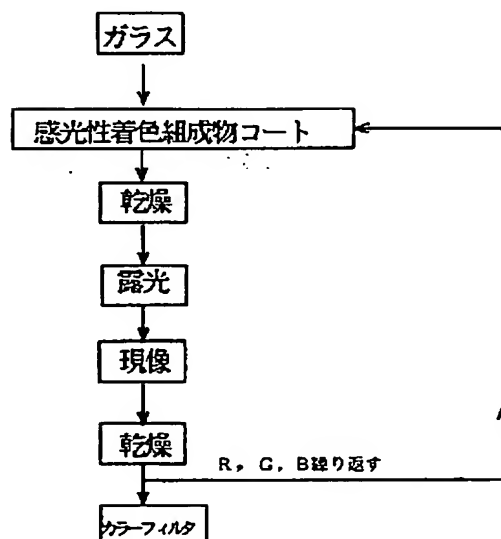 ガラス
感光性着色組成物コート
乾燥
露光
現像
乾燥
R, G, B繰り返す
カラーフィルタ